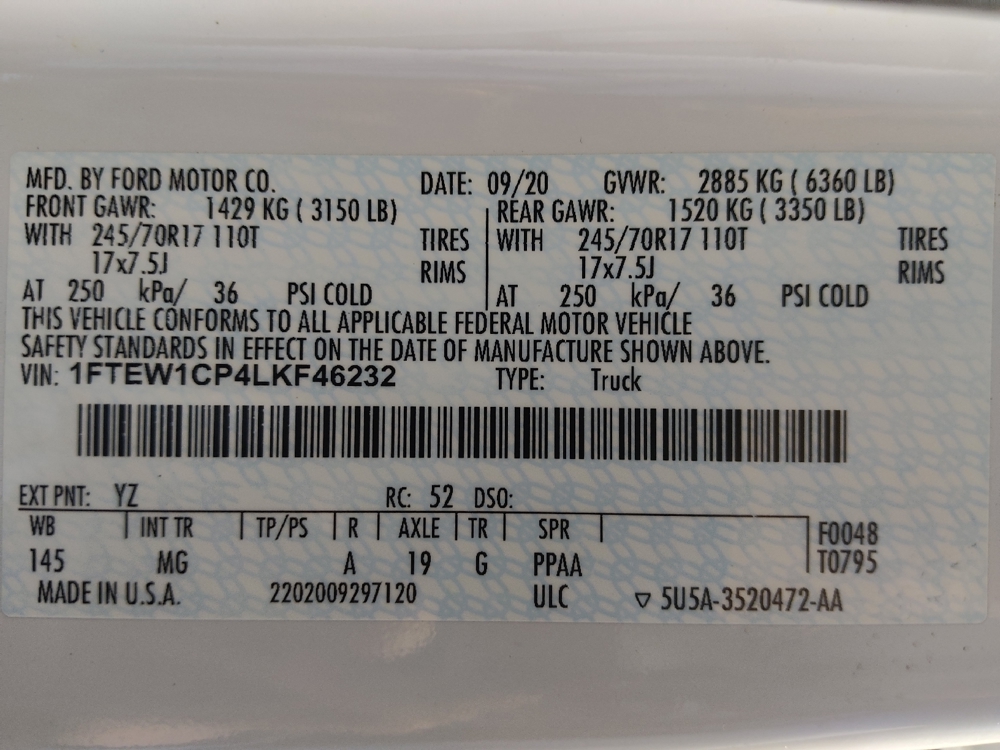 MFD. BY FORD MOTOR CO. DATE: 09/20 GVWR: 2885 KG ( 6360 LB)
FRONT GAWR: 1429 KG ( 3150 LB) REAR GAWR: 1520 KG ( 3350 LB)
WITH 245/70R17 110T TIRES WITH 245/70R17 110T TIRES
17x7.5J RIMS 17x7.5J RIMS
AT 250 kPa/ 36 PSI COLD AT 250 kPa/ 36 PSI COLD
THIS VEHICLE CONFORMS TO ALL APPLICABLE FEDERAL MOTOR VEHICLE
SAFETY STANDARDS IN EFFECT ON THE DATE OF MANUFACTURE SHOWN ABOVE.
VIN: 1FTEW1CP4LKF46232 TYPE: Truck
EXT PNT: YZ RC: 52 DSO:
WB INT TR TP/PS R AXLE TR SPR F0048
145 MG A 19 G PPAA T0795
MADE IN U.S.A. 2202009297120 ULC ▽ 5U5A-3520472-AA